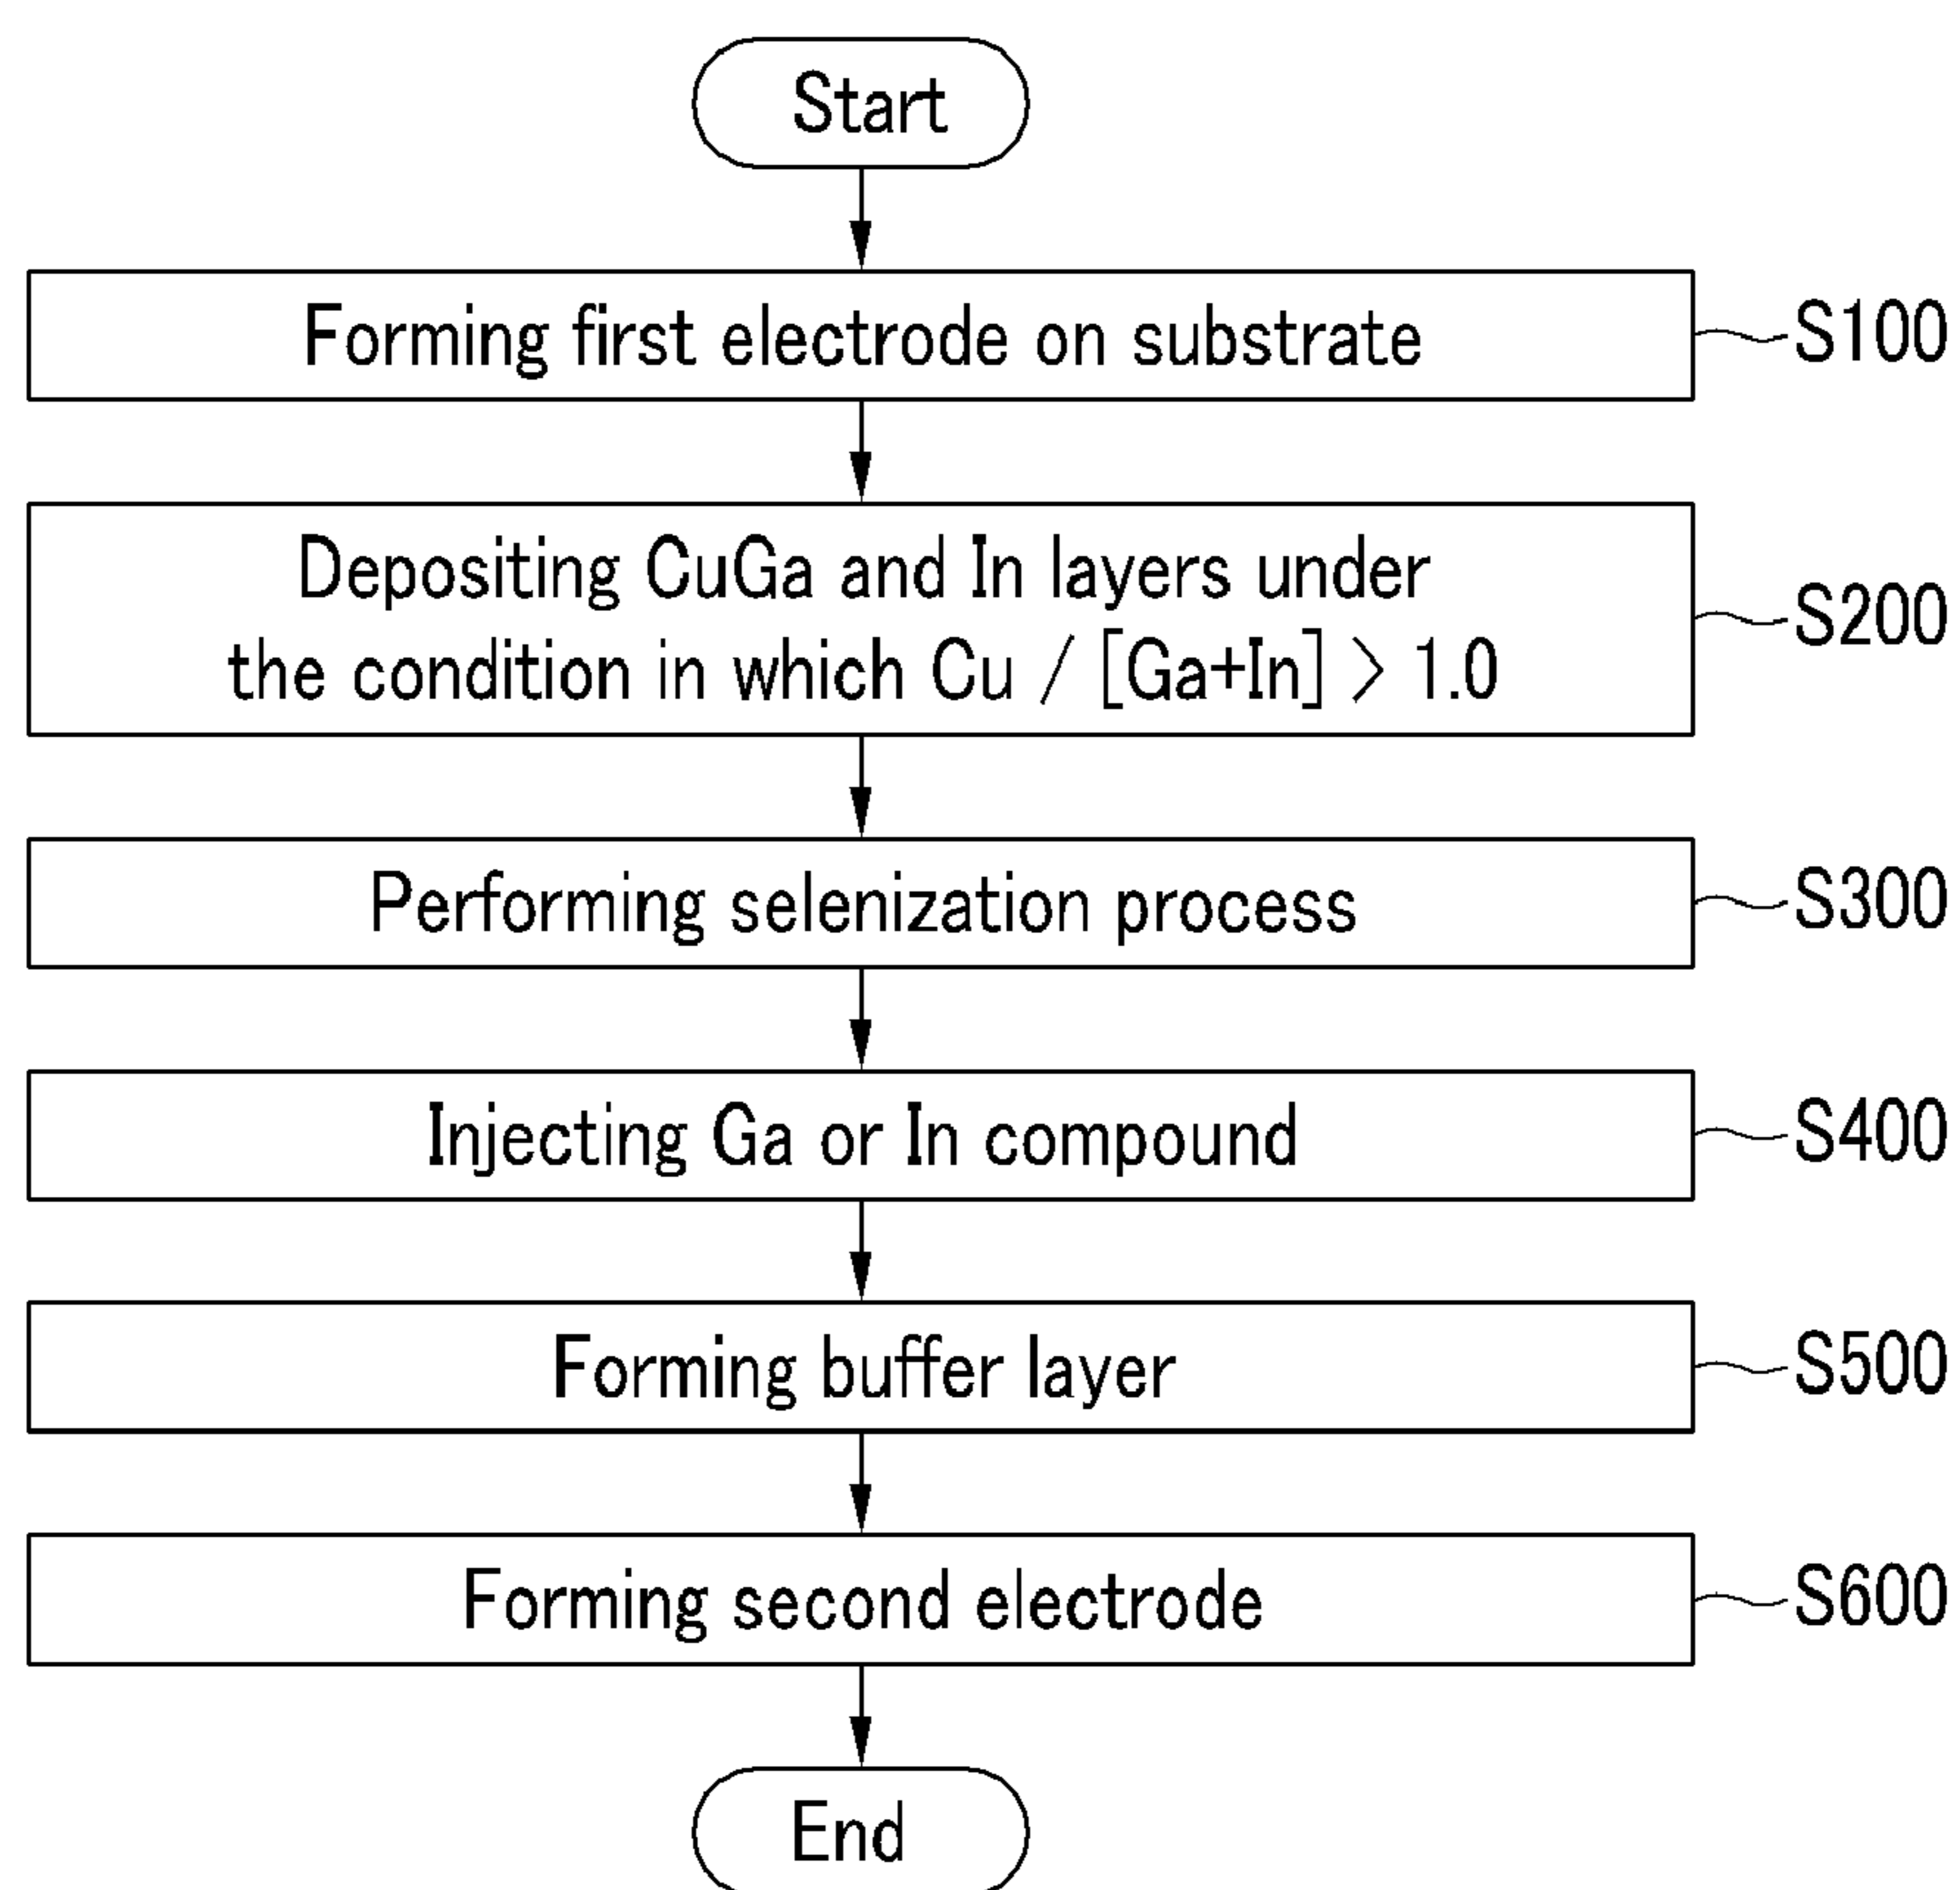 Start
Forming first electrode on substrate
S100
Depositing CuGa and In layers under
the condition in which Cu / [Ga+In] > 1.0
S200
Performing selenization process
S300
Injecting Ga or In compound
S400
Forming buffer layer
S500
Forming second electrode
S600
End